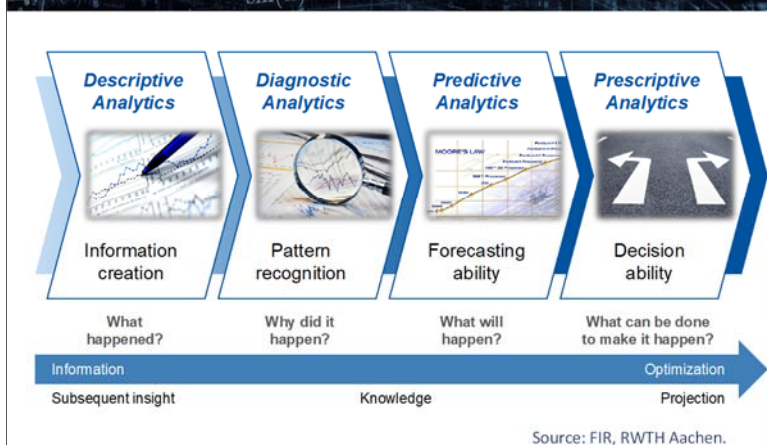 Descriptive
Analytics
Diagnostic
Analytics
Predictive
Analytics
Prescriptive
Analytics
MOORE'S LAW
Information
creation
Pattern
recognition
Forecasting
ability
Decision
ability
What
happened?
Why did it
happen?
What will
happen?
What can be done
to make it happen?
Information
Optimization
Subsequent insight
Knowledge
Projection
Source: FIR, RWTH Aachen.